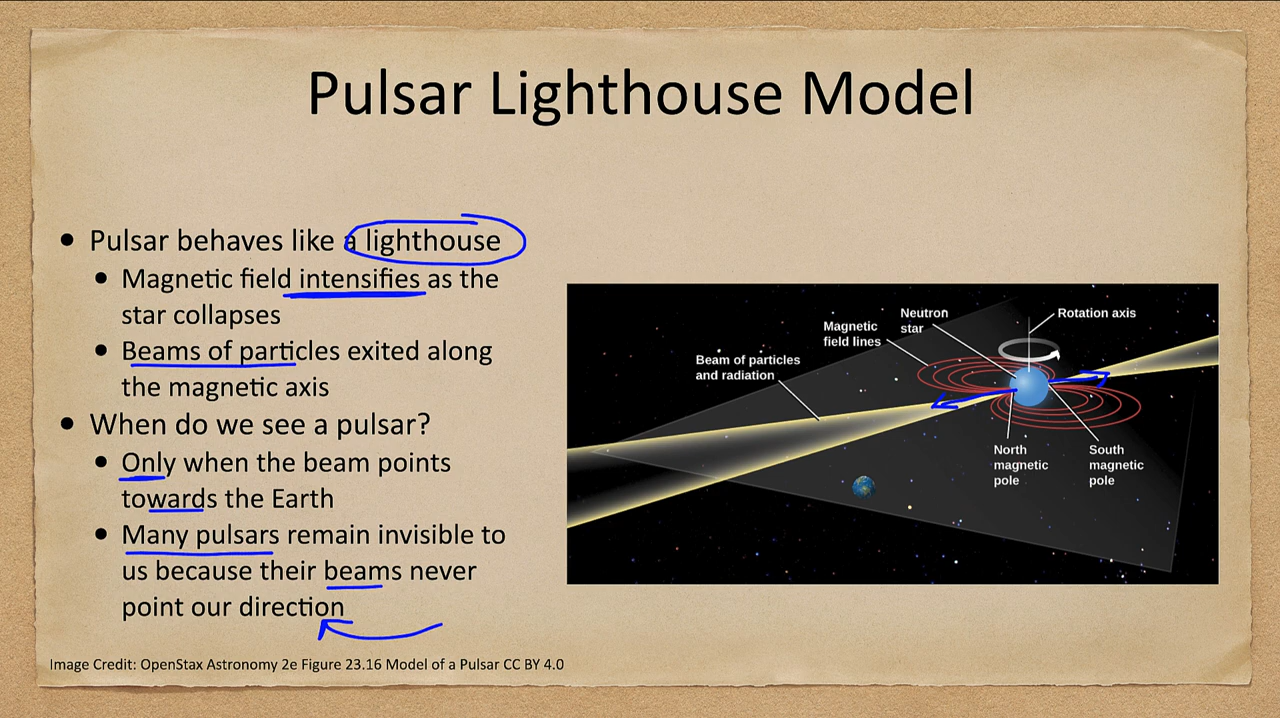 Pulsar Lighthouse Model
• Pulsar behaves like a lighthouse
• Magnetic field intensifies as the
star collapses
• Beams of particles exited along
the magnetic axis
• When do we see a pulsar?
• Only when the beam points
towards the Earth
• Many pulsars remain invisible to
us because their beams never
point our direction
Beam of particles
and radiation
Magnetic
field lines
Neutron
star
Rotation axis
North
magnetic
pole
South
magnetic
pole
Image Credit: OpenStax Astronomy 2e Figure 23.16 Model of a Pulsar CC BY 4.0